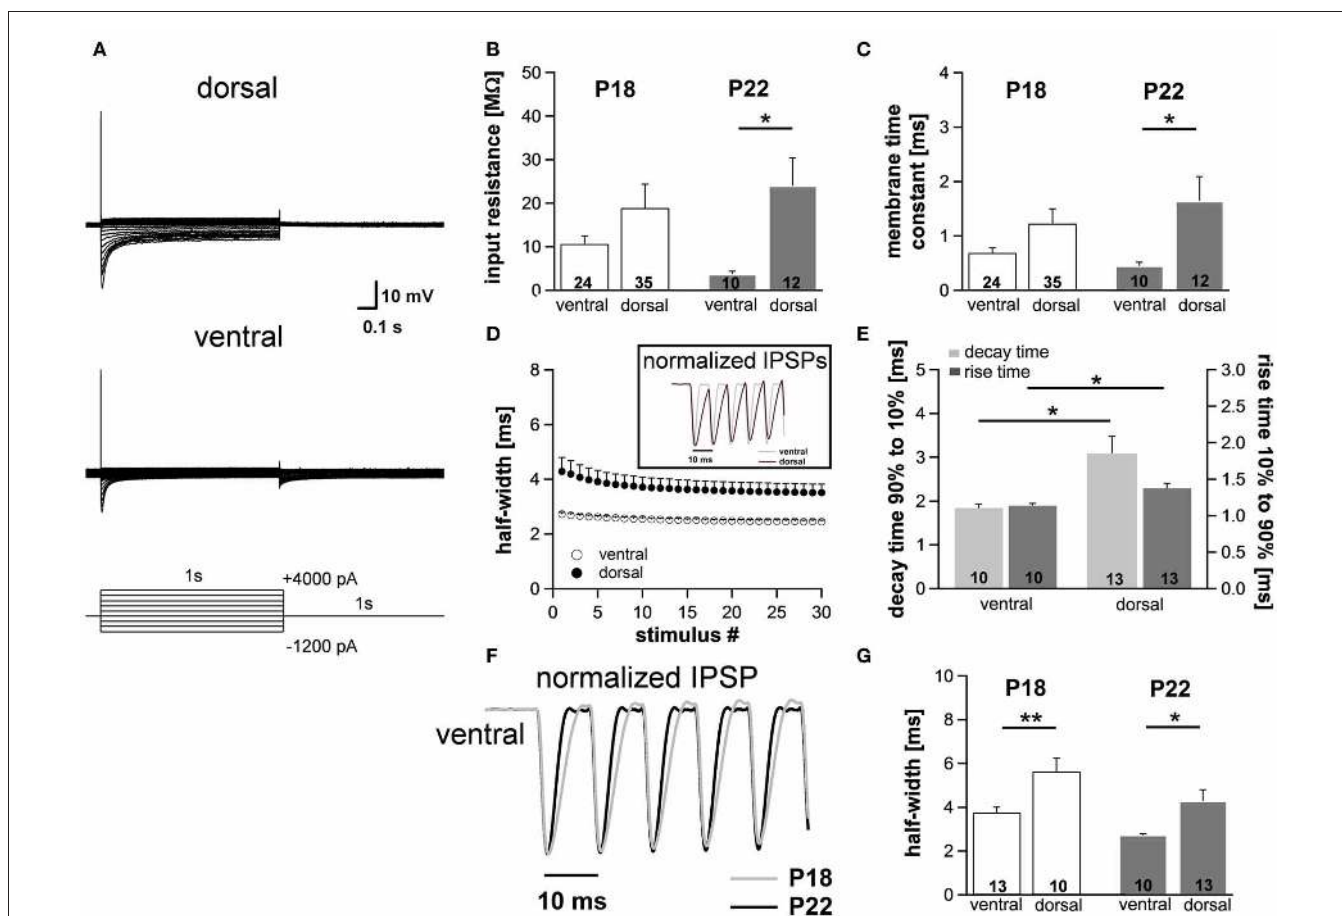 A
dorsal
10 mV
0.1 s
ventral
1s
+4000 pA
1s
-1200 pA
B
input resistance [MΩ]
50
40
30
20
10
0
P18
P22
*
24
35
10
12
ventral
dorsal
ventral
dorsal
C
membrane time
constant [ms]
4
3
2
1
0
P18
P22
*
24
35
10
12
ventral
dorsal
ventral
dorsal
D
half-width [ms]
8
6
4
2
0
normalized IPSPs
10 ms
ventral
dorsal
ventral
dorsal
0
5
10
15
20
25
30
stimulus #
E
decay time
rise time
decay time 90% to 10% [ms]
5
4
3
2
1
0
*
*
10
10
13
13
ventral
dorsal
3.0
2.5
2.0
1.5
1.0
0.5
0.0
rise time 10% to 90% [ms]
F
normalized IPSP
ventral
10 ms
P18
P22
G
half-width [ms]
10
8
6
4
2
0
P18
P22
**
*
13
10
10
13
ventral
dorsal
ventral
dorsal